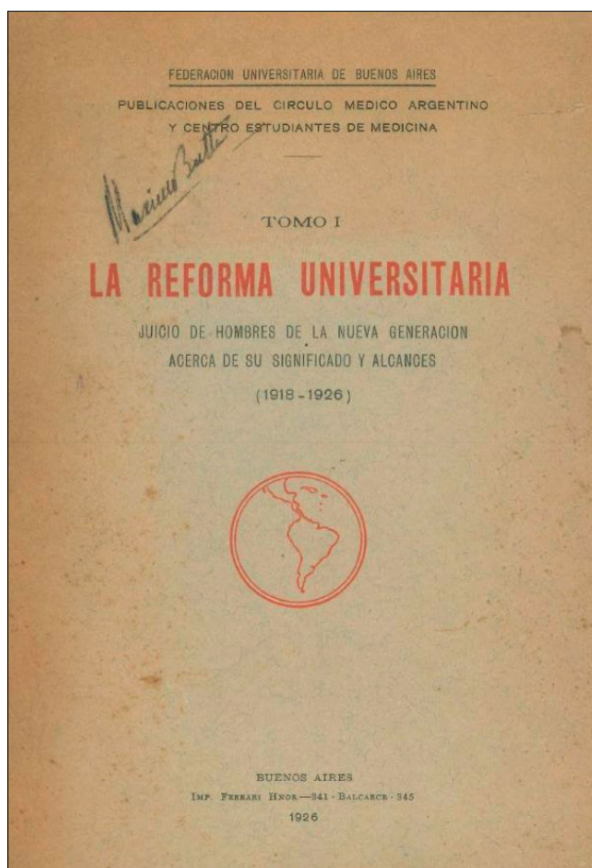 FEDERACION UNIVERSITARIA DE BUENOS AIRES
PUBLICACIONES DEL CIRCULO MEDICO ARGENTINO
Y CENTRO ESTUDIANTES DE MEDICINA
TOMO I
LA REFORMA UNIVERSITARIA
JUICIO DE HOMBRES DE LA NUEVA GENERACION
ACERCA DE SU SIGNIFICADO Y ALCANCES
(1918-1926)
BUENOS AIRES
IMP. FERRARI HNOS.—341 - BALCARCE - 345
1926